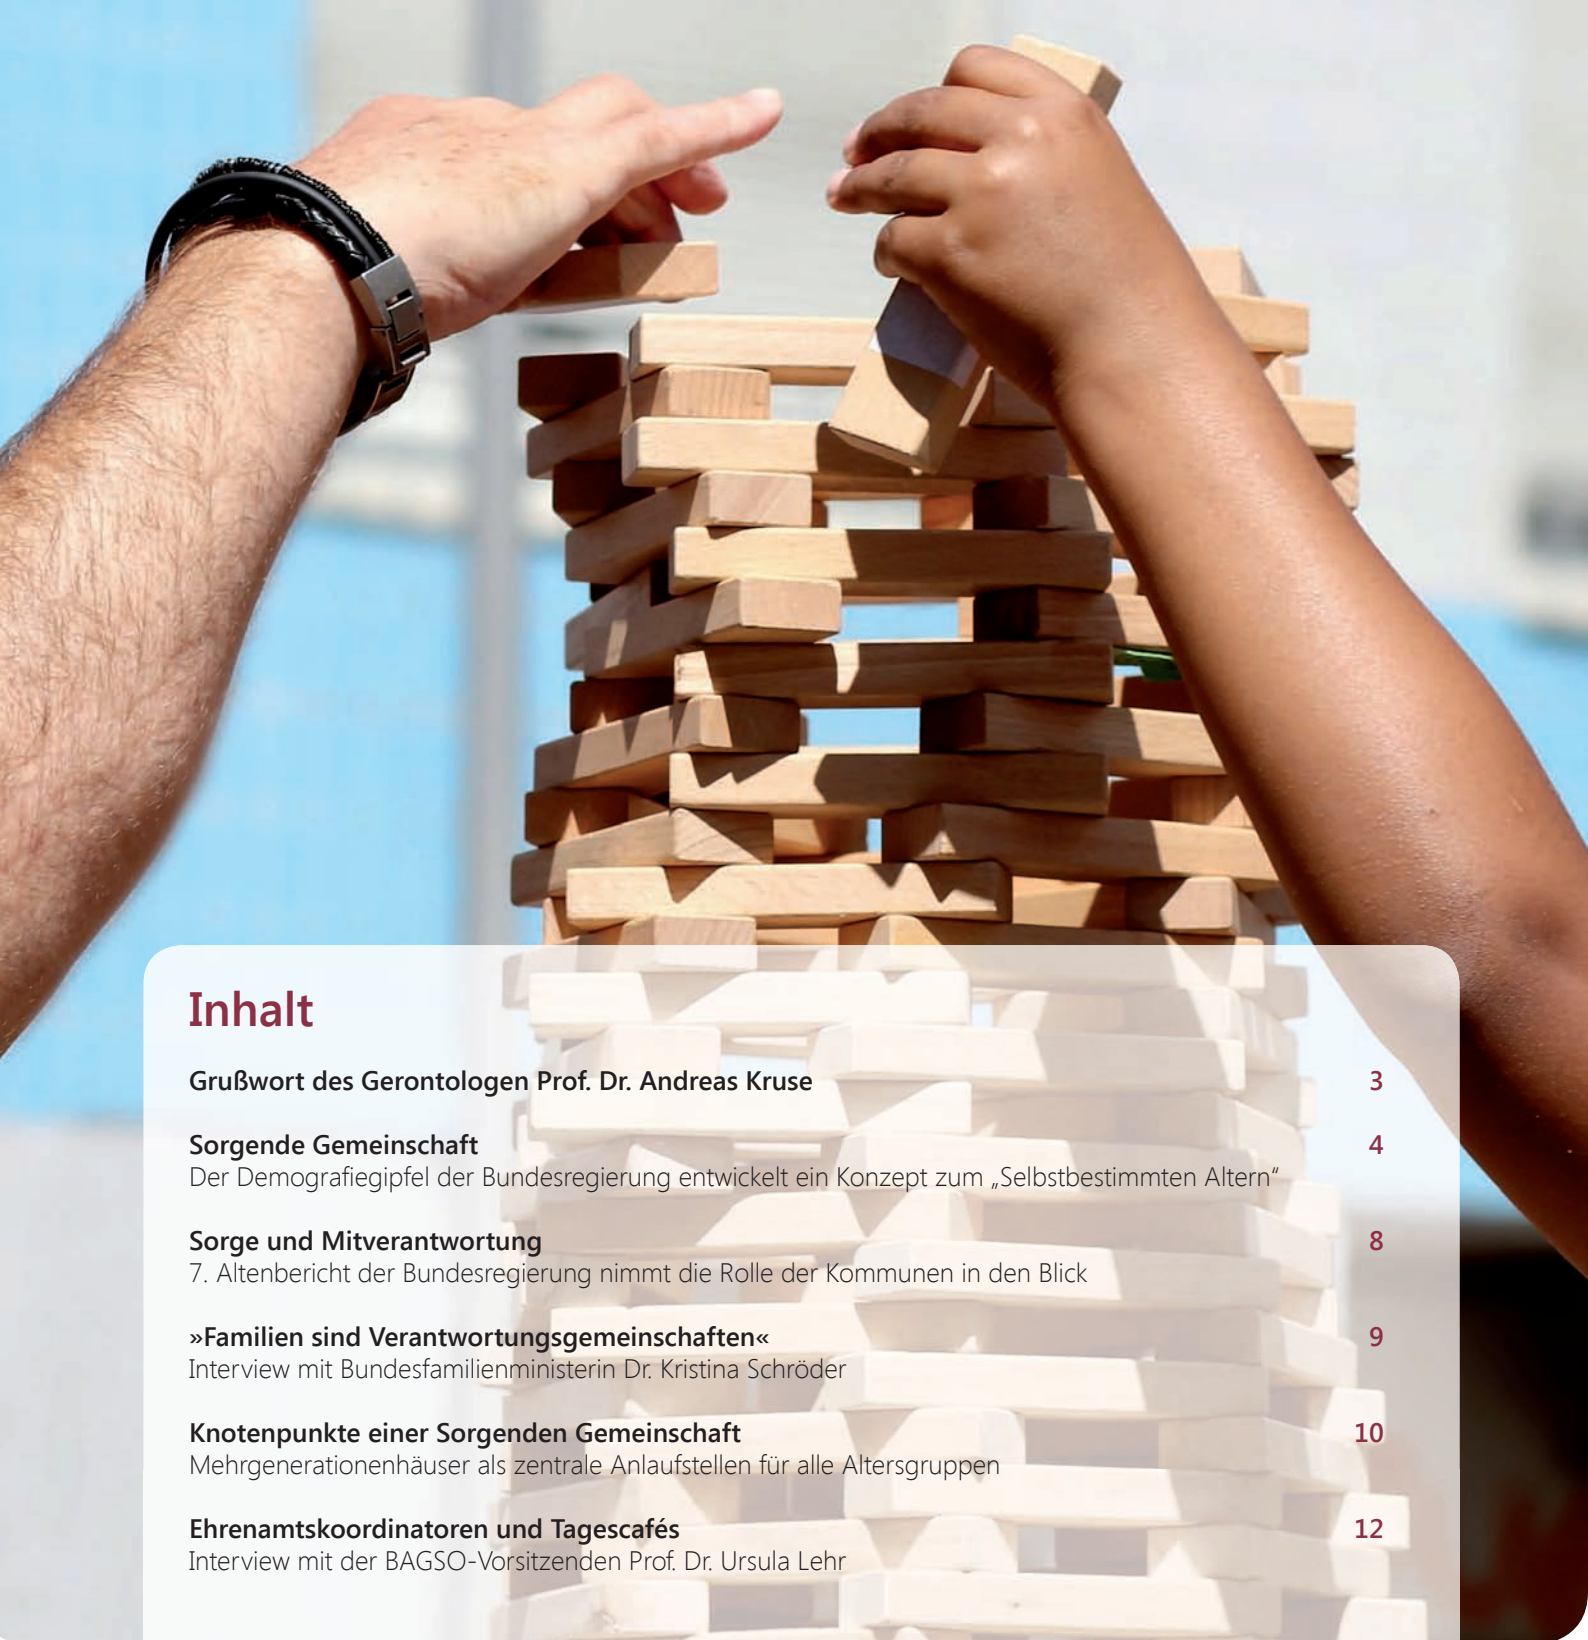 Inhalt
Grußwort des Gerontologen Prof. Dr. Andreas Kruse 3
Sorgende Gemeinschaft 4
Der Demografiegipfel der Bundesregierung entwickelt ein Konzept zum „Selbstbestimmten Altern“
Sorge und Mitverantwortung 8
7. Altenbericht der Bundesregierung nimmt die Rolle der Kommunen in den Blick
»Familien sind Verantwortungsgemeinschaften« 9
Interview mit Bundesfamilienministerin Dr. Kristina Schröder
Knotenpunkte einer Sorgenden Gemeinschaft 10
Mehrgenerationenhäuser als zentrale Anlaufstellen für alle Altersgruppen
Ehrenamtskoordinatoren und Tagescafés 12
Interview mit der BAGSO-Vorsitzenden Prof. Dr. Ursula Lehr